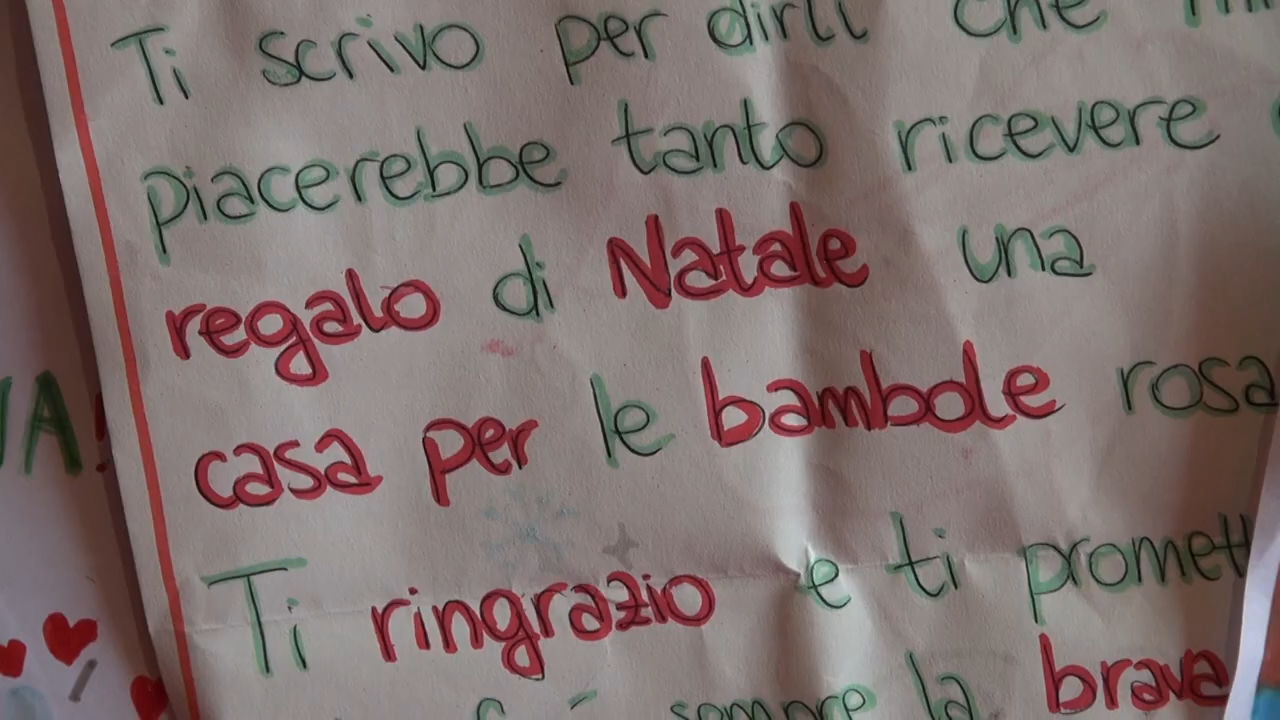 Ti scrivo per dirti che
piacerebbe tanto ricevere
regalo di Natale una
casa per le bambole rosa
Ti ringrazio e ti promett
sempre la brava